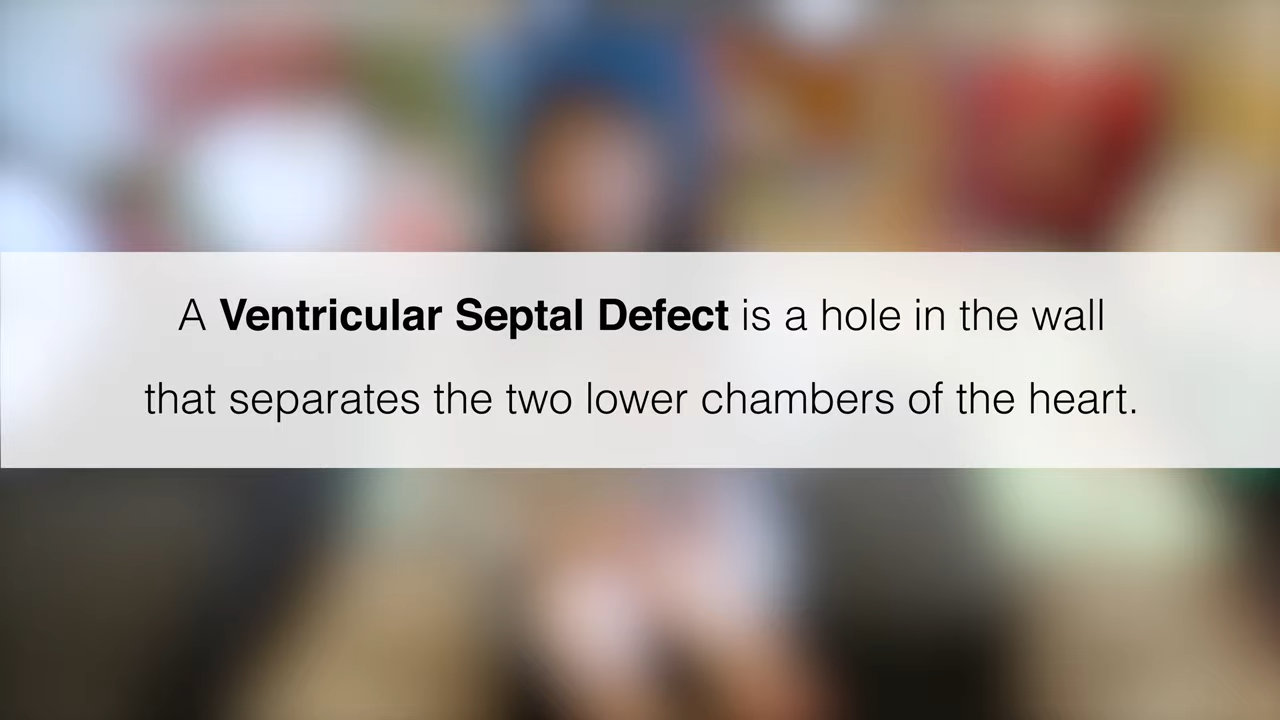 A Ventricular Septal Defect is a hole in the wall
that separates the two lower chambers of the heart.